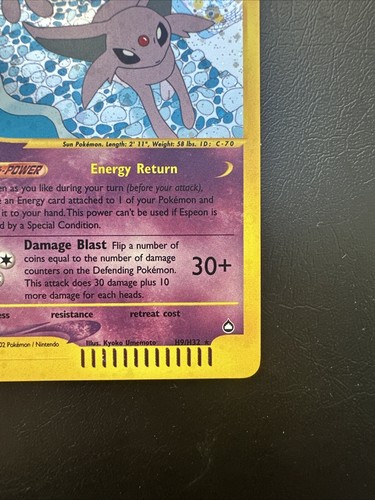 Sun Pokémon. Length: 2' 11", Weight: 58 lbs. ID: C-70
POWER Energy Return
en as you like during your turn (before your attack),
e an Energy card attached to 1 of your Pokémon and
it to your hand. This power can't be used if Espeon is
d by a Special Condition.
Damage Blast Flip a number of
coins equal to the number of damage
counters on the Defending Pokémon.
This attack does 30 damage plus 10
more damage for each heads.
30+
ess resistance retreat cost
02 Pokémon / Nintendo Illus. Kyoko Umemoto H9/H32 ★